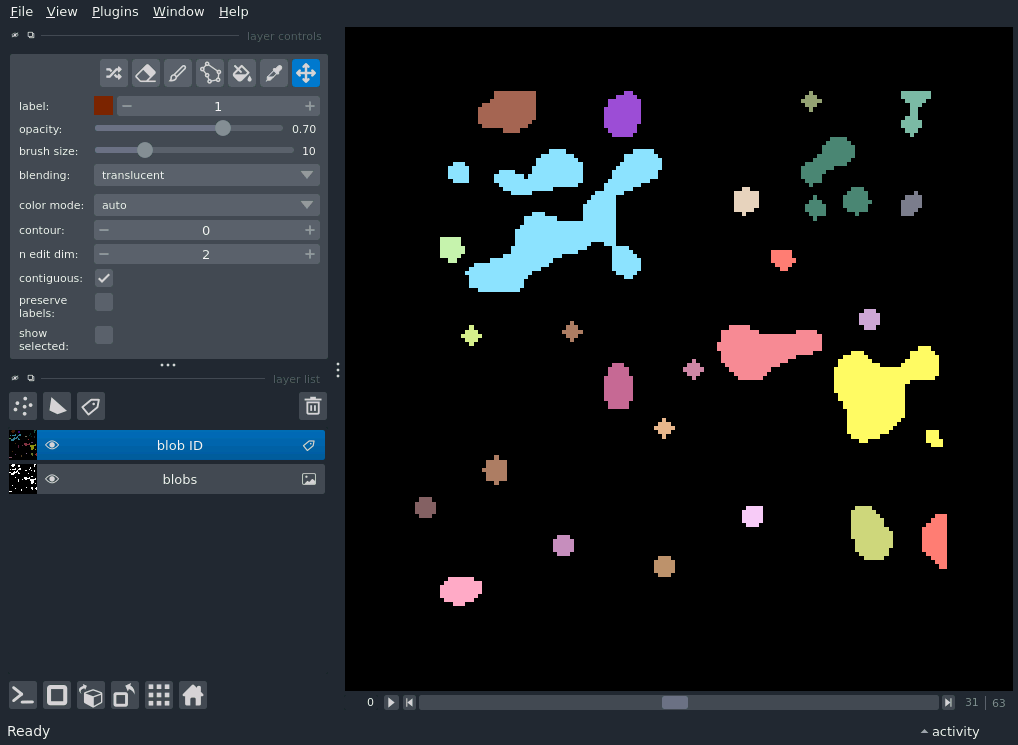 File View Plugins Window Help
layer controls
label: 1
opacity: 0.70
brush size: 10
blending: translucent
color mode: auto
contour: 0
n edit dim: 2
contiguous:
preserve
labels:
show
selected:
layer list
blob ID
blobs
0 31 63
Ready activity